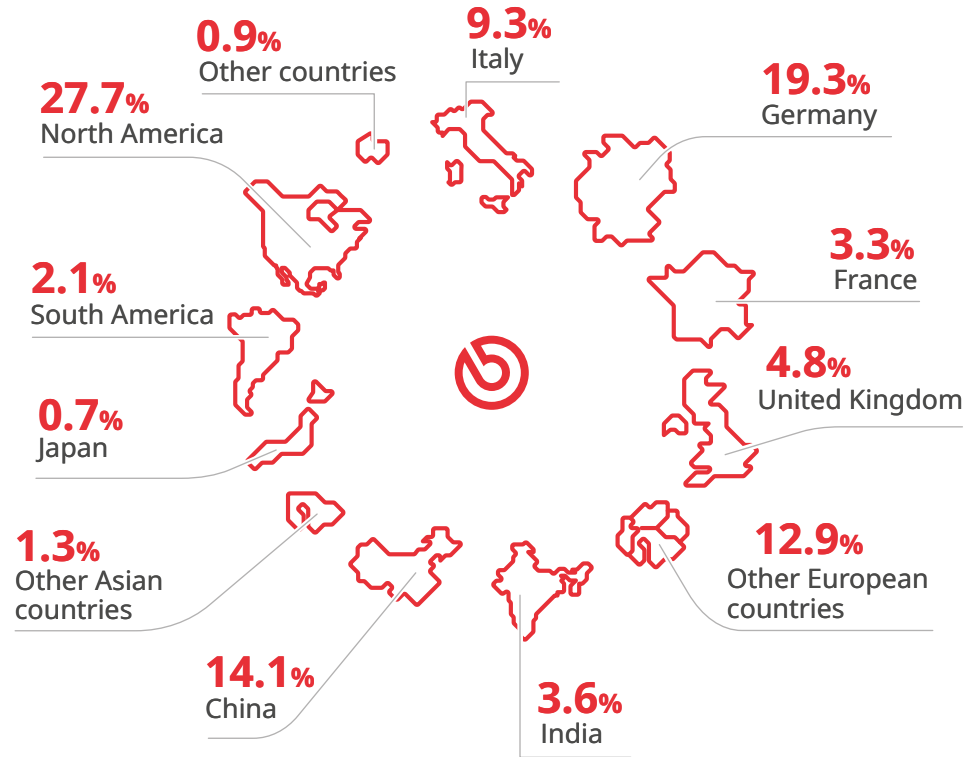 0.9%
Other countries
9.3%
Italy
19.3%
Germany
27.7%
North America
3.3%
France
2.1%
South America
4.8%
United Kingdom
0.7%
Japan
12.9%
Other European
countries
1.3%
Other Asian
countries
14.1%
China
3.6%
India